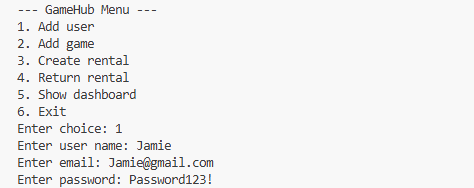 --- GameHub Menu ---
1. Add user
2. Add game
3. Create rental
4. Return rental
5. Show dashboard
6. Exit
Enter choice: 1
Enter user name: Jamie
Enter email: Jamie@gmail.com
Enter password: Password123!